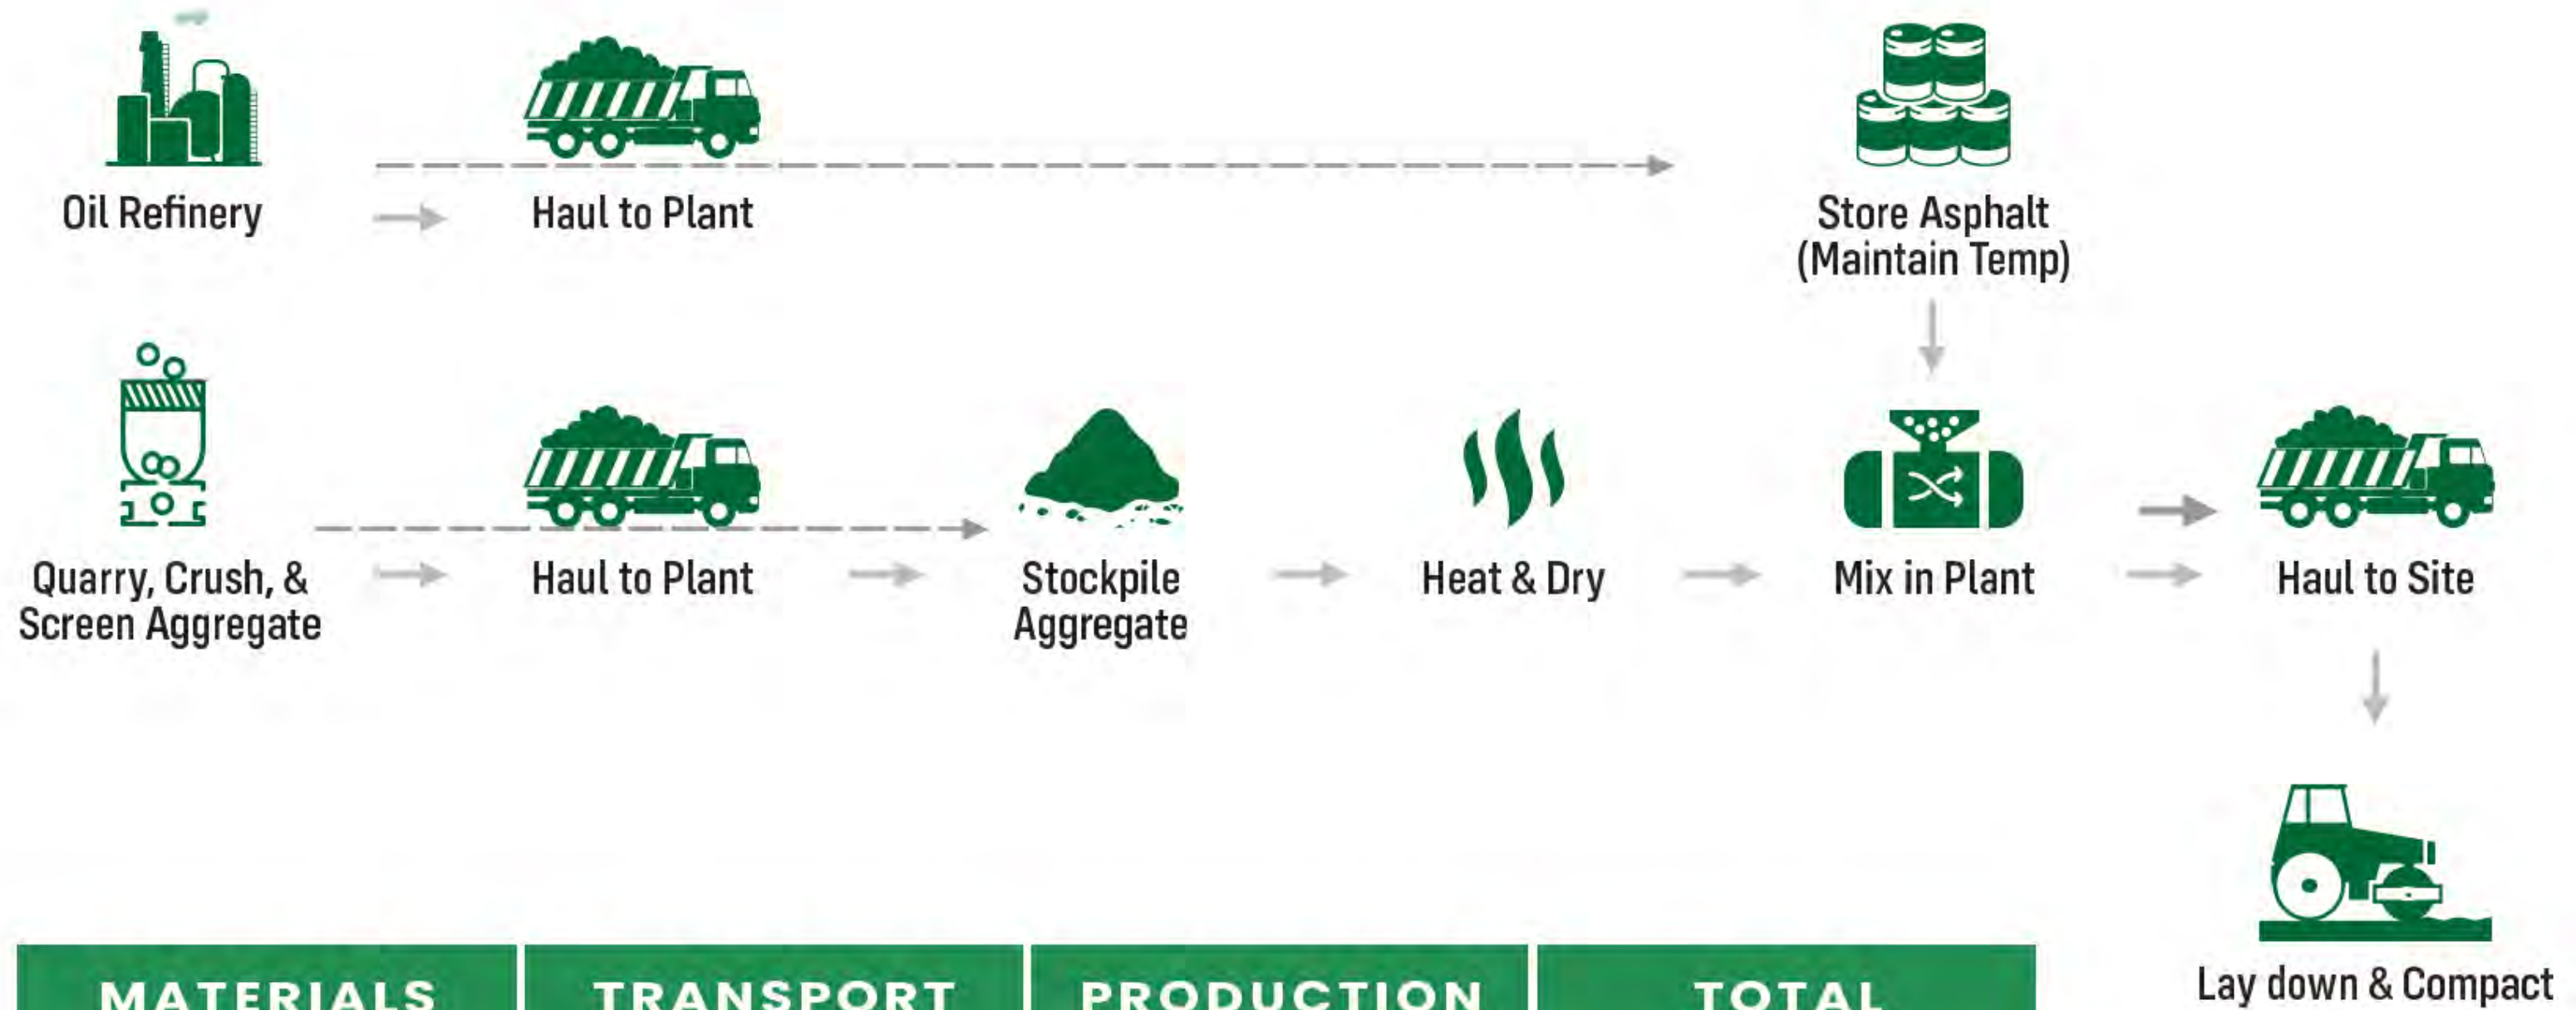 Oil Refinery
Haul to Plant
Store Asphalt
(Maintain Temp)
Quarry, Crush, &
Screen Aggregate
Haul to Plant
Stockpile
Aggregate
Heat & Dry
Mix in Plant
Haul to Site
Lay down & Compact
MATERIALS
TRANSPORT
PRODUCTION
TOTAL